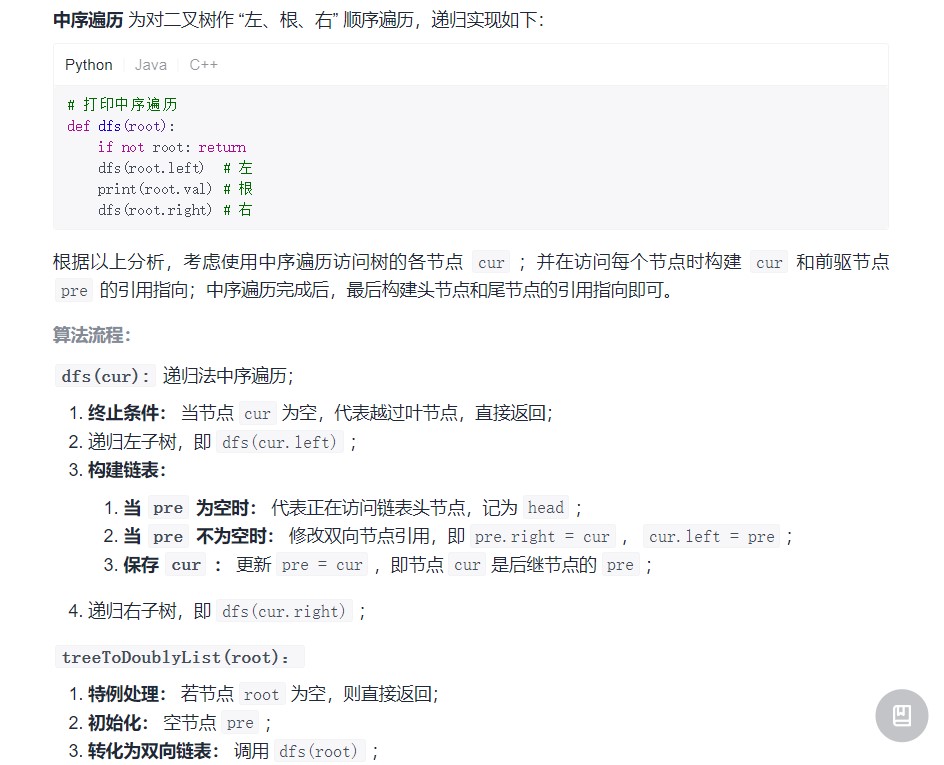 中序遍历 为对二叉树作 “左、根、右” 顺序遍历，递归实现如下：
Python Java C++
# 打印中序遍历
def dfs(root):
    if not root: return
    dfs(root.left)  # 左
    print(root.val) # 根
    dfs(root.right) # 右
根据以上分析，考虑使用中序遍历访问树的各节点 cur ；并在访问每个节点时构建 cur 和前驱节点
pre 的引用指向；中序遍历完成后，最后构建头节点和尾节点的引用指向即可。
算法流程：
dfs(cur): 递归法中序遍历；
1. 终止条件： 当节点 cur 为空，代表越过叶节点，直接返回；
2. 递归左子树，即 dfs(cur.left) ；
3. 构建链表：
1. 当 pre 为空时： 代表正在访问链表头节点，记为 head ；
2. 当 pre 不为空时： 修改双向节点引用，即 pre.right = cur ， cur.left = pre ；
3. 保存 cur ： 更新 pre = cur ，即节点 cur 是后继节点的 pre ；
4. 递归右子树，即 dfs(cur.right) ；
treeToDoublyList(root)：
1. 特例处理： 若节点 root 为空，则直接返回；
2. 初始化： 空节点 pre ；
3. 转化为双向链表： 调用 dfs(root) ；